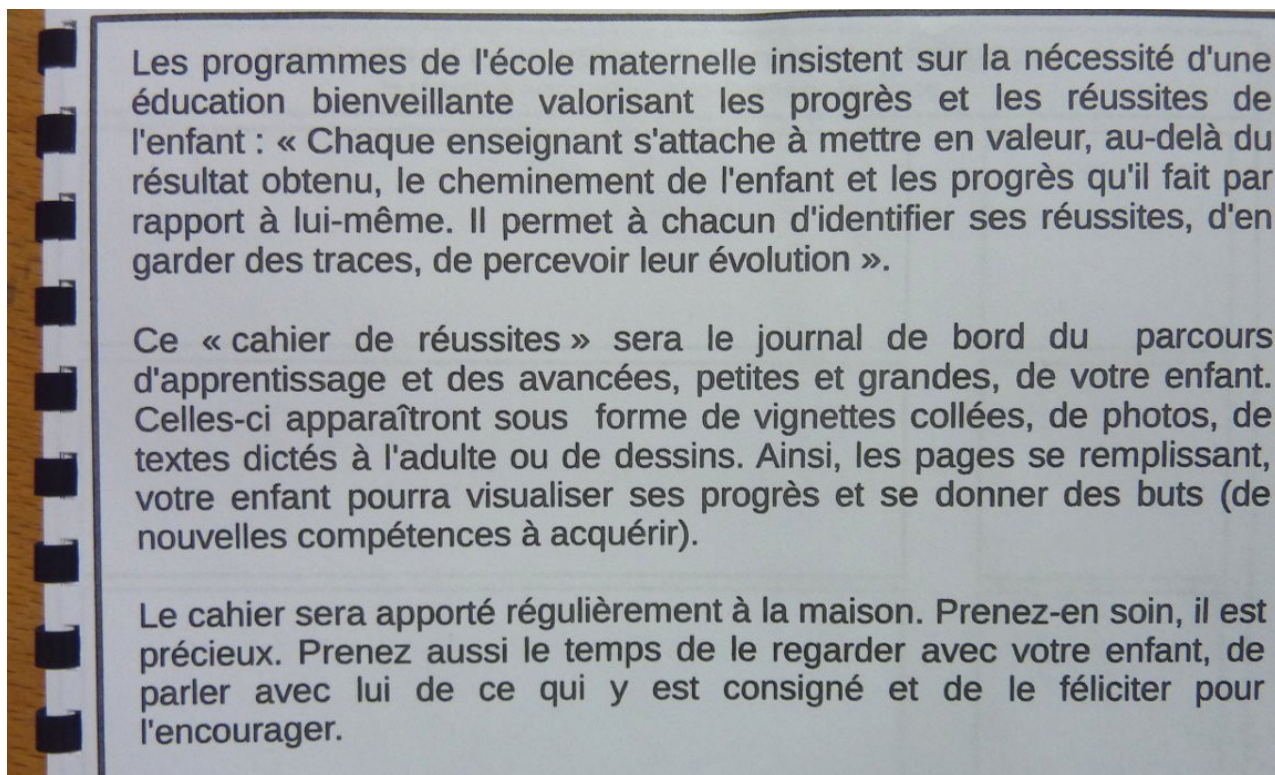 Les programmes de l'école maternelle insistent sur la nécessité d'une
éducation bienveillante valorisant les progrès et les réussites de
l'enfant : « Chaque enseignant s'attache à mettre en valeur, au-delà du
résultat obtenu, le cheminement de l'enfant et les progrès qu'il fait par
rapport à lui-même. Il permet à chacun d'identifier ses réussites, d'en
garder des traces, de percevoir leur évolution ».
Ce « cahier de réussites » sera le journal de bord du parcours
d'apprentissage et des avancées, petites et grandes, de votre enfant.
Celles-ci apparaîtront sous forme de vignettes collées, de photos, de
textes dictés à l'adulte ou de dessins. Ainsi, les pages se remplissant,
votre enfant pourra visualiser ses progrès et se donner des buts (de
nouvelles compétences à acquérir).
Le cahier sera apporté régulièrement à la maison. Prenez-en soin, il est
précieux. Prenez aussi le temps de le regarder avec votre enfant, de
parler avec lui de ce qui y est consigné et de le féliciter pour
l'encourager.